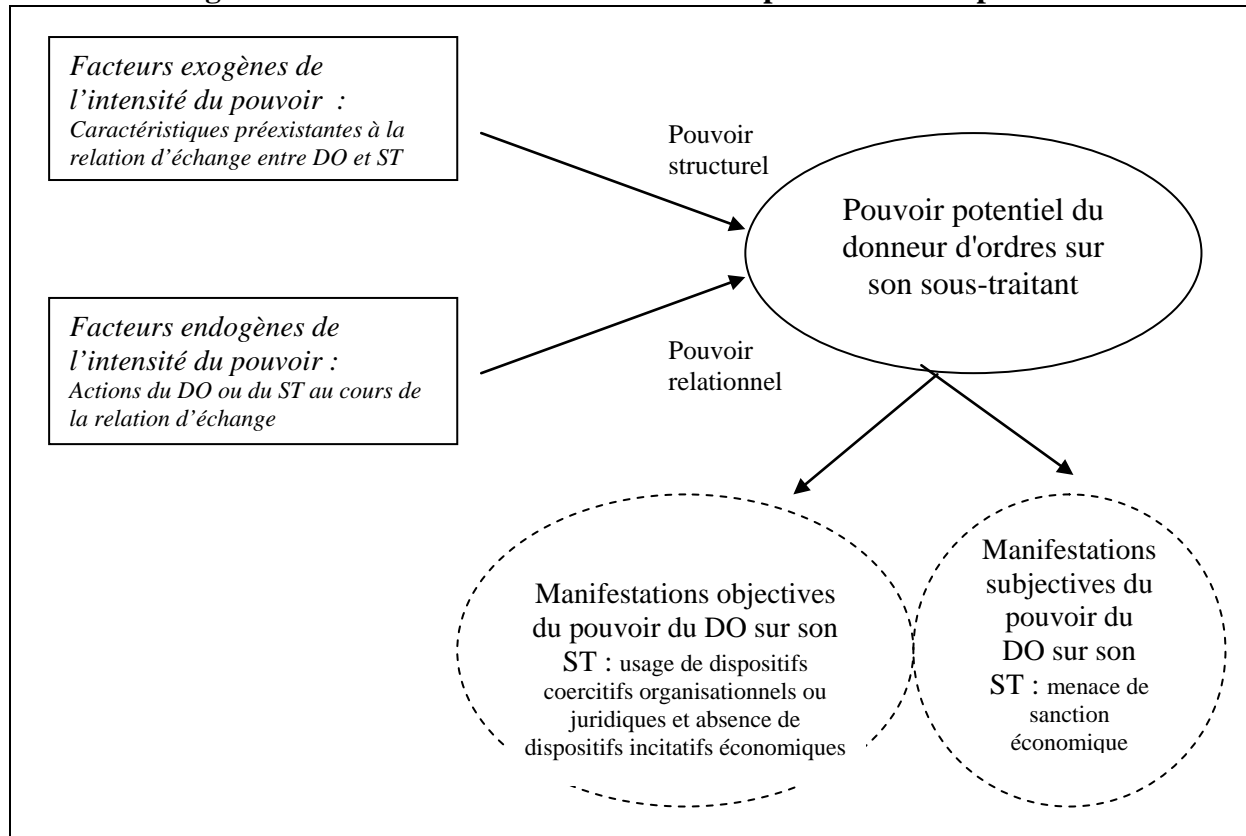 Facteurs exogènes de
l'intensité du pouvoir :
Caractéristiques préexistantes à la
relation d'échange entre DO et ST
Pouvoir
structurel
Pouvoir potentiel du
donneur d'ordres sur
son sous-traitant
Facteurs endogènes de
l'intensité du pouvoir :
Actions du DO ou du ST au cours de
la relation d'échange
Pouvoir
relationnel
Manifestations objectives
du pouvoir du DO sur son
ST : usage de dispositifs
coercitifs organisationnels ou
juridiques et absence de
dispositifs incitatifs économiques
Manifestations
subjectives du
pouvoir du
DO sur son
ST : menace de
sanction
économique